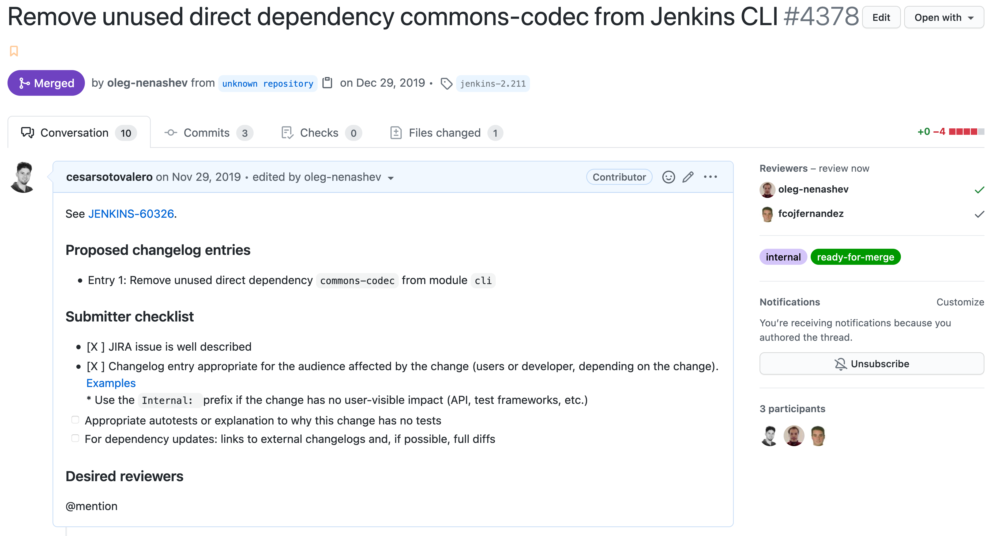 Remove unused direct dependency commons-codec from Jenkins CLI #4378 Edit Open with
Merged by oleg-nenashev from unknown repository on Dec 29, 2019 • jenkins-2.211
Conversation 10 Commits 3 Checks 0 Files changed 1 +0 −4
cesarsotovalero on Nov 29, 2019 • edited by oleg-nenashev Contributor
See JENKINS-60326.
Proposed changelog entries
• Entry 1: Remove unused direct dependency commons-codec from module cli
Submitter checklist
• [X ] JIRA issue is well described
• [X ] Changelog entry appropriate for the audience affected by the change (users or developer, depending on the change).
Examples
* Use the Internal: prefix if the change has no user-visible impact (API, test frameworks, etc.)
Appropriate autotests or explanation to why this change has no tests
For dependency updates: links to external changelogs and, if possible, full diffs
Desired reviewers
@mention
Reviewers – review now
oleg-nenashev
fcojfernandez
internal ready-for-merge
Notifications Customize
You’re receiving notifications because you
authored the thread.
Unsubscribe
3 participants